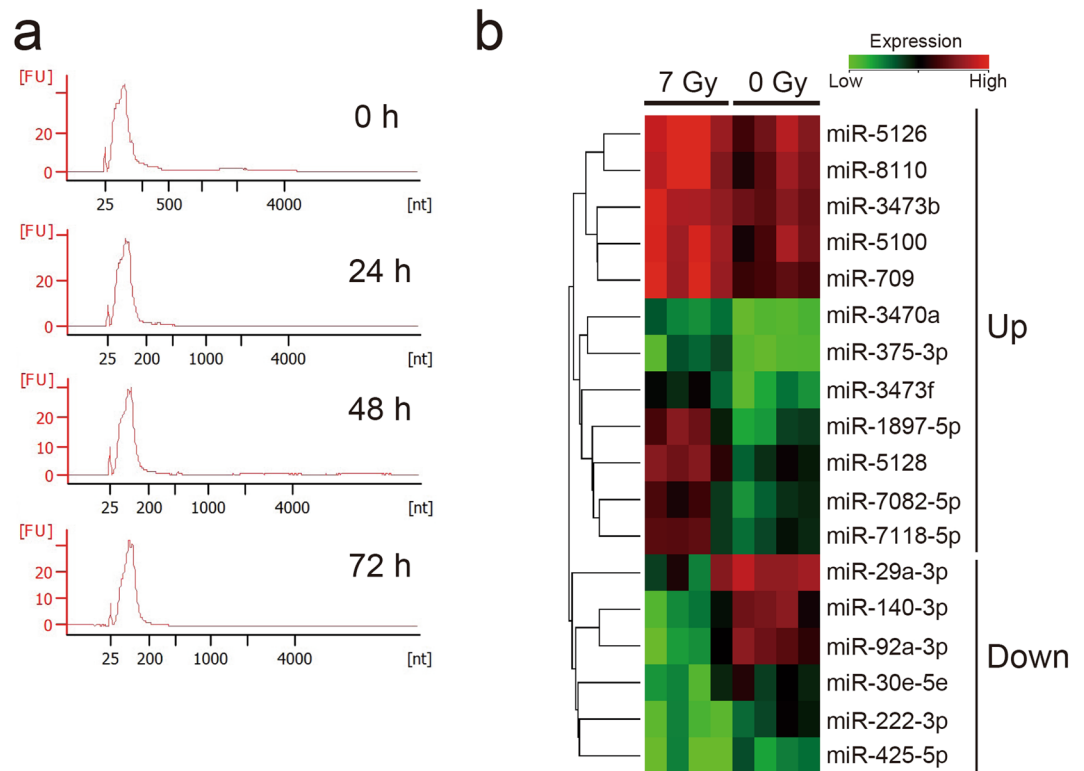 a
[FU]
20
0
0 h
25 500 4000 [nt]
[FU]
20
0
24 h
25 200 1000 4000 [nt]
[FU]
20
10
0
48 h
25 200 1000 4000 [nt]
[FU]
20
10
0
72 h
25 200 1000 4000 [nt]
b
Expression
Low High
7 Gy 0 Gy
miR-5126
miR-8110
miR-3473b
miR-5100
miR-709
miR-3470a
miR-375-3p
miR-3473f
miR-1897-5p
miR-5128
miR-7082-5p
miR-7118-5p
Up
miR-29a-3p
miR-140-3p
miR-92a-3p
miR-30e-5e
miR-222-3p
miR-425-5p
Down